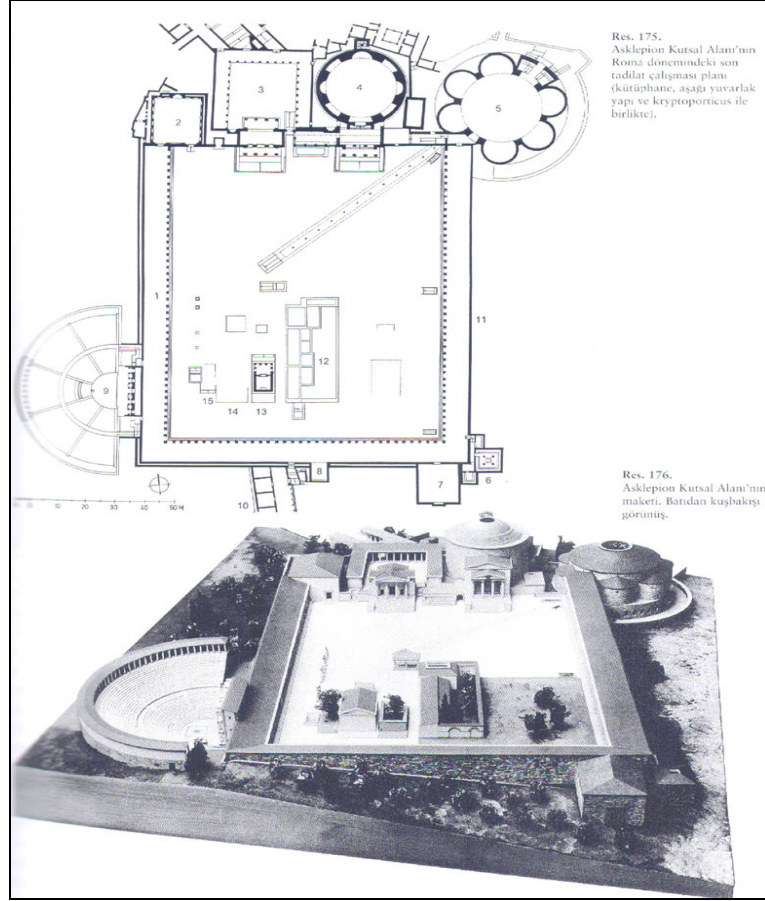 Res. 175.
Asklepion Kutsal Alanı'nın
Roma dönemindeki son
tadilat çalışması planı
(kütüphane, aşağı yuvarlak
yapı ve kryptoporticus ile
birlikte).
3
4
2
5
1
11
12
9
15
14
13
8
7
6
10
10 20 30 40 50 M
Res. 176.
Asklepion Kutsal Alanı'nın
maketi. Batıdan kuşbakışı
görünüş.